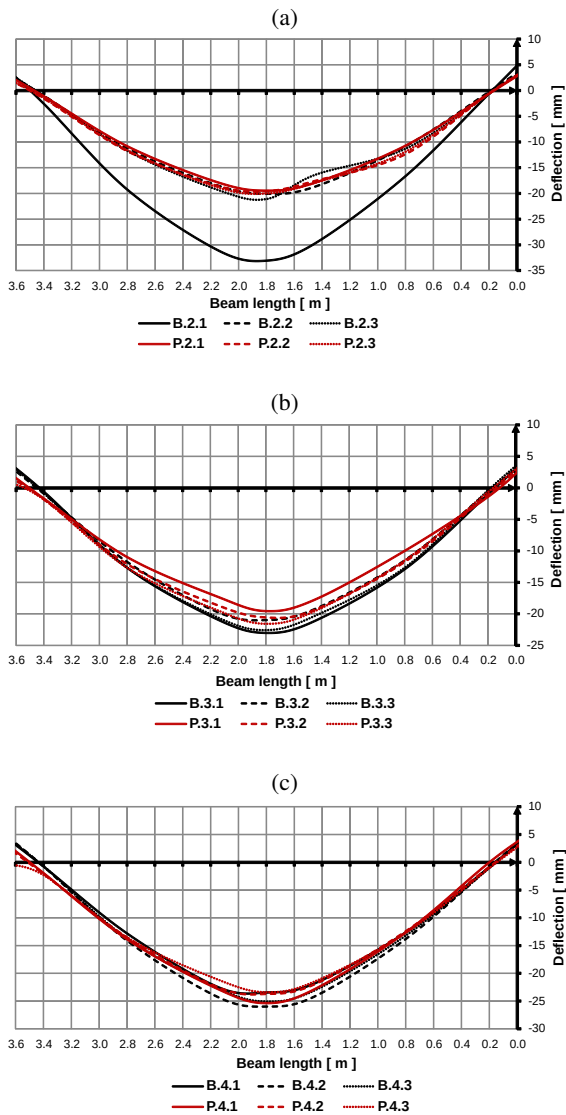 (a)
10
5
0
-5
-10
-15
-20
-25
-30
-35
Deflection [ mm]
3.6 3.4 3.2 3.0 2.8 2.6 2.4 2.2 2.0 1.8 1.6 1.4 1.2 1.0 0.8 0.6 0.4 0.2 0.0
Beam length [ m ]
B.2.1 B.2.2 B.2.3
P.2.1 P.2.2 P.2.3
(b)
10
5
0
-5
-10
-15
-20
-25
Deflection [ mm]
3.6 3.4 3.2 3.0 2.8 2.6 2.4 2.2 2.0 1.8 1.6 1.4 1.2 1.0 0.8 0.6 0.4 0.2 0.0
Beam length [ m ]
B.3.1 B.3.2 B.3.3
P.3.1 P.3.2 P.3.3
(c)
10
5
0
-5
-10
-15
-20
-25
-30
Deflection [ mm]
3.6 3.4 3.2 3.0 2.8 2.6 2.4 2.2 2.0 1.8 1.6 1.4 1.2 1.0 0.8 0.6 0.4 0.2 0.0
Beam length [ m ]
B.4.1 B.4.2 B.4.3
P.4.1 P.4.2 P.4.3